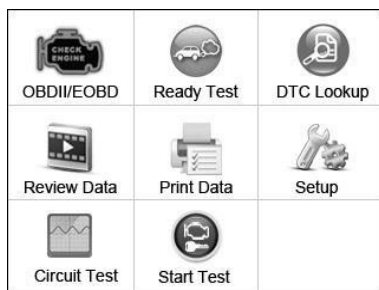 CHECK
ENGINE
OBDII/EOBD
Ready Test
DTC Lookup
Review Data
Print Data
Setup
Circuit Test
Start Test